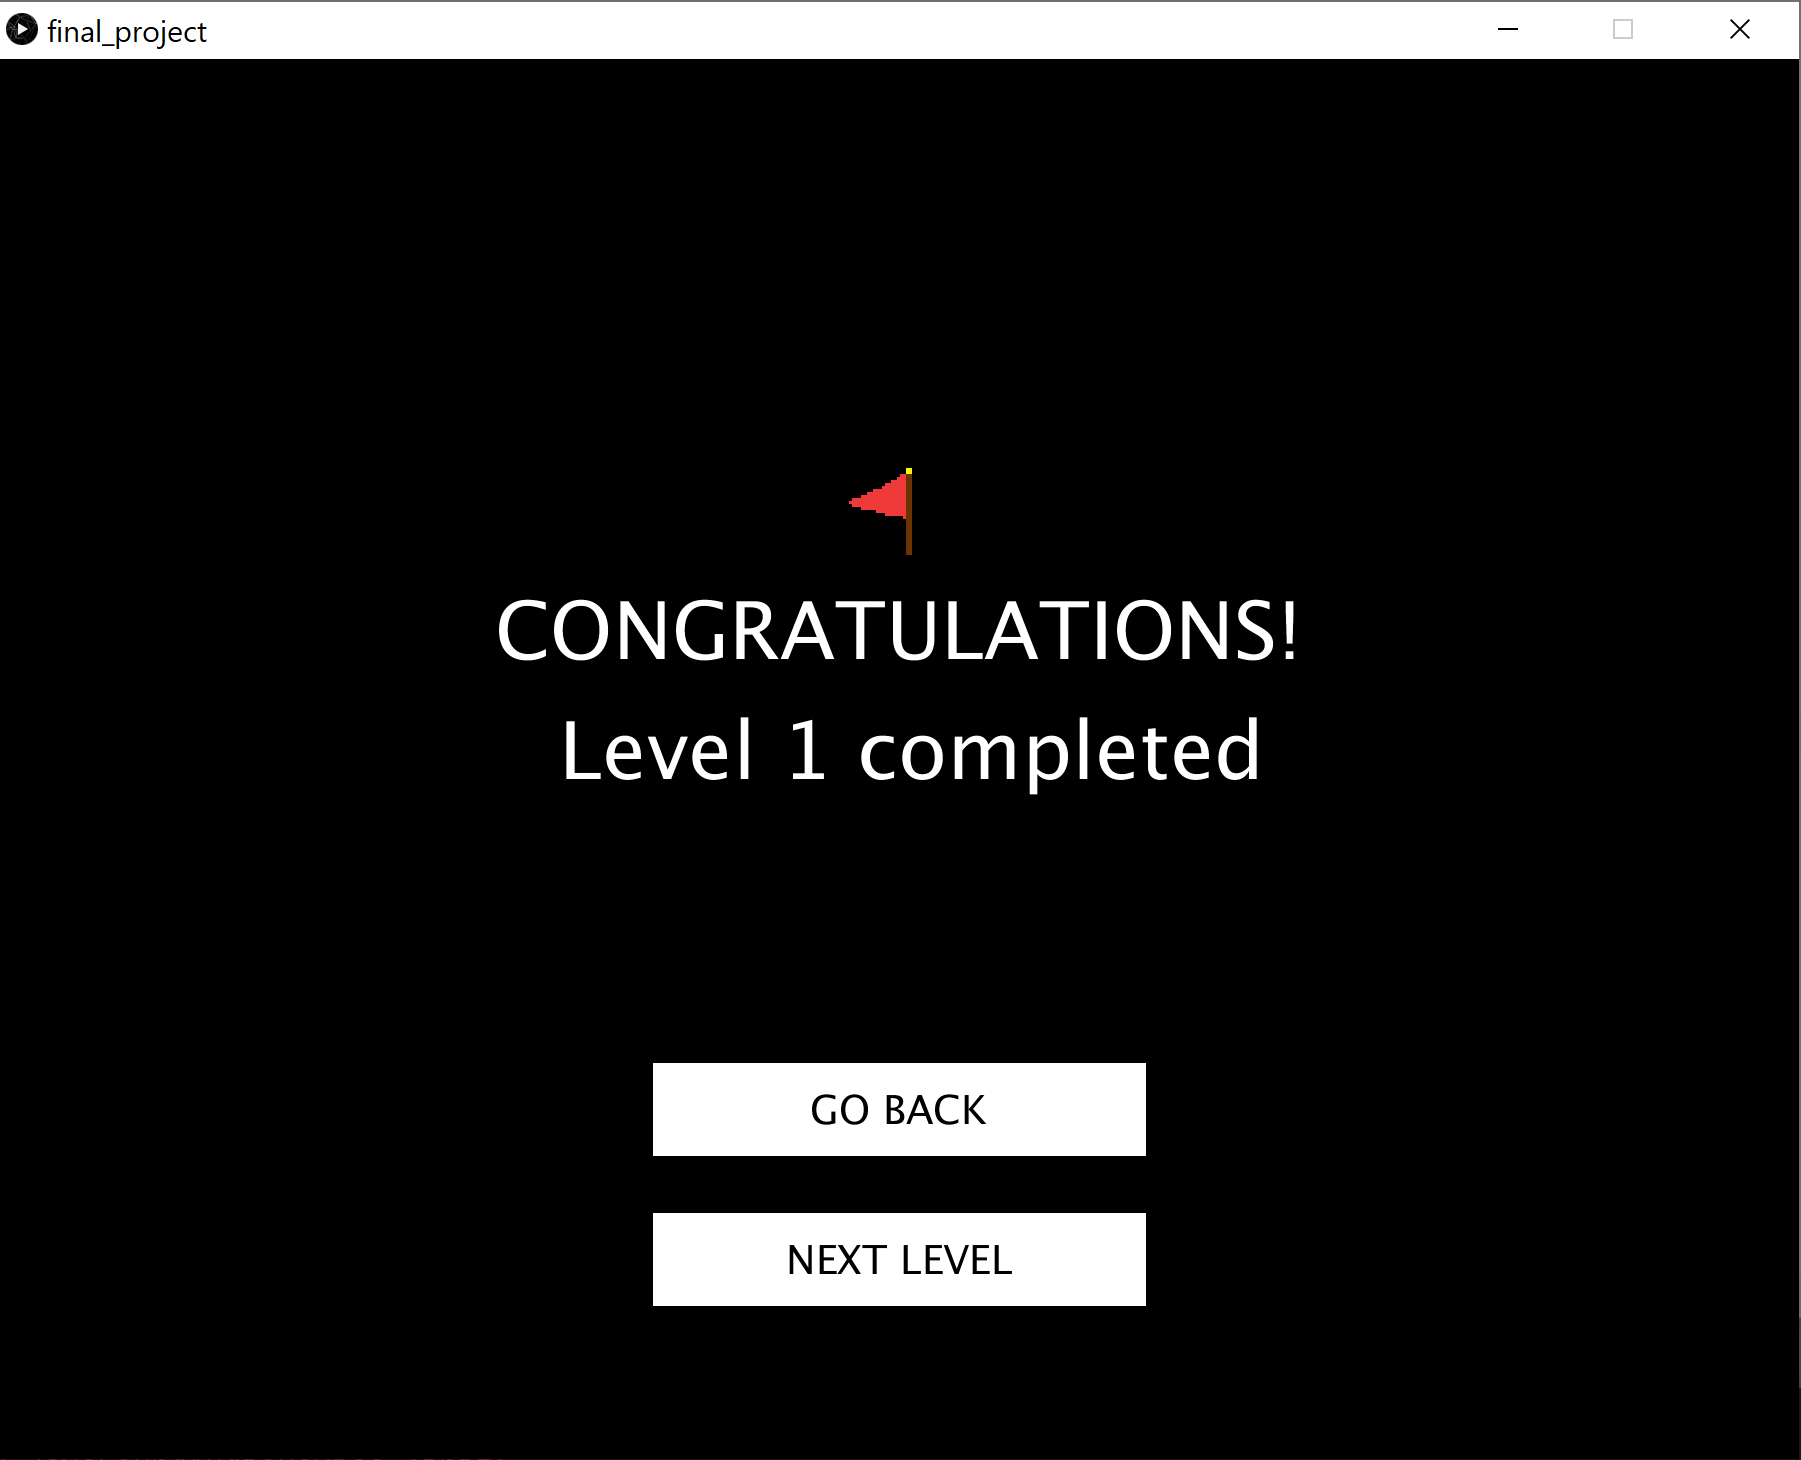 final_project
CONGRATULATIONS!
Level 1 completed
GO BACK
NEXT LEVEL